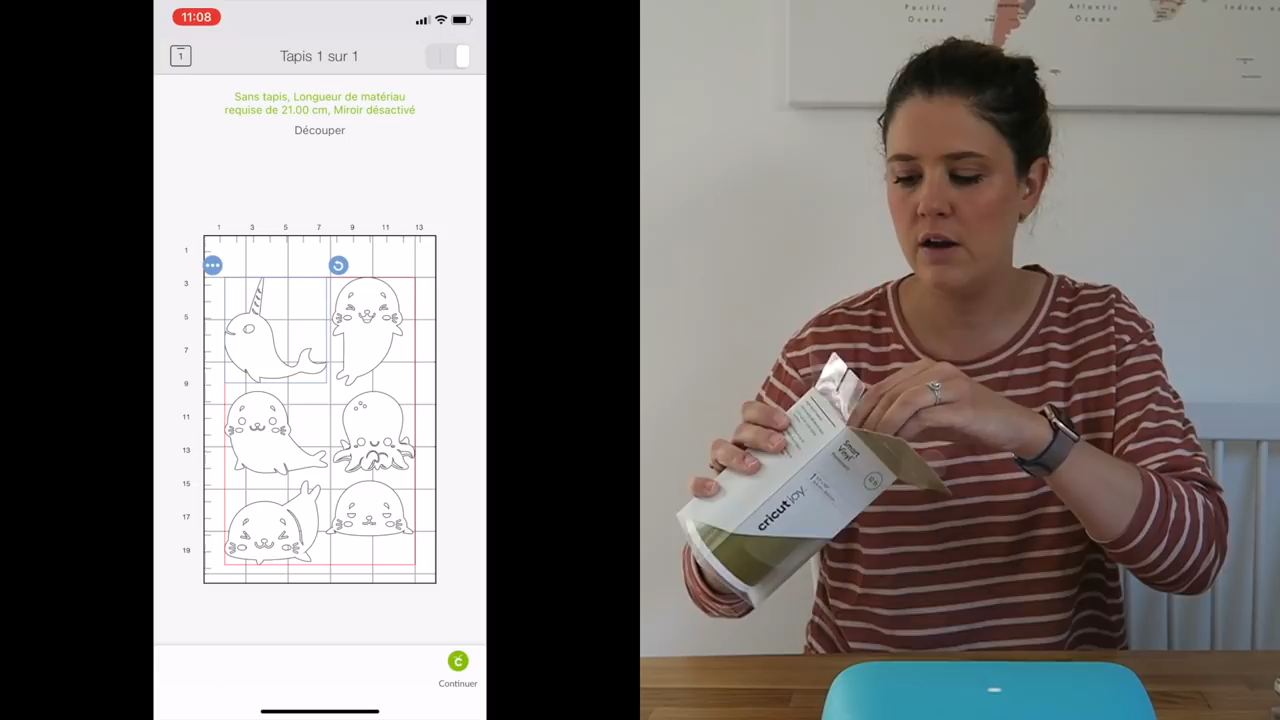 11:08
1
Tapis 1 sur 1
Sans tapis, Longueur de matériau
requise de 21.00 cm, Miroir désactivé
Découper
1 3 5 7 9 11 13
1
3
5
7
9
11
13
15
17
19
Continuer
Pacific
Ocean
Atlantic
Ocean
Smart
Vinyl
cricut joy